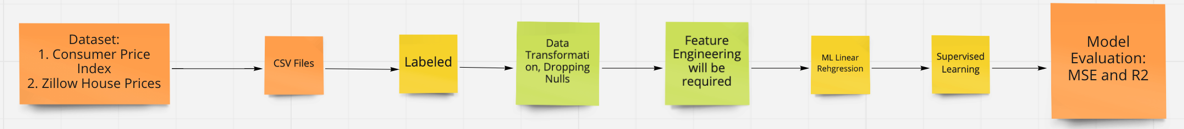 Dataset:
1. Consumer Price
Index
2. Zillow House Prices
CSV Files
Labeled
Data
Transformati
on, Dropping
Nulls
Feature
Engineering
will be
required
ML Linear
Rehgression
Supervised
Learning
Model
Evaluation:
MSE and R2